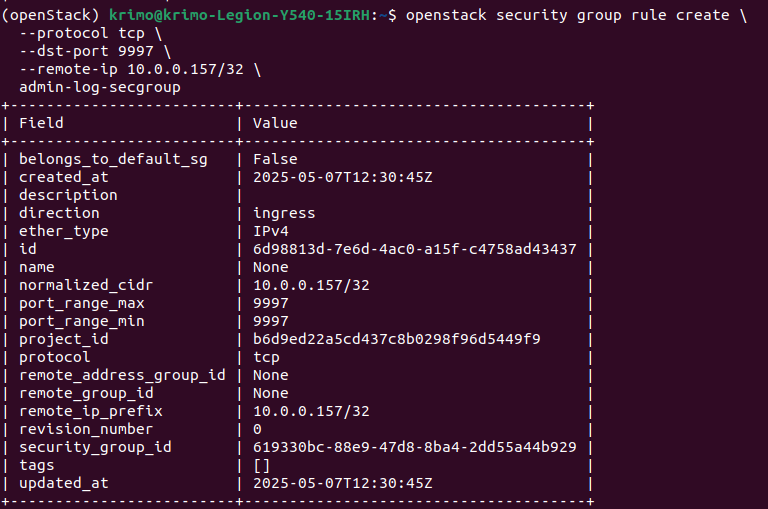 (openStack) krimo@krimo-Legion-Y540-15IRH:~$ openstack security group rule create \
  --protocol tcp \
  --dst-port 9997 \
  --remote-ip 10.0.0.157/32 \
  admin-log-secgroup
+-------------------------+--------------------------------------+
| Field                   | Value                                |
+-------------------------+--------------------------------------+
| belongs_to_default_sg   | False                                |
| created_at              | 2025-05-07T12:30:45Z                 |
| description             |                                      |
| direction               | ingress                              |
| ether_type              | IPv4                                 |
| id                      | 6d98813d-7e6d-4ac0-a15f-c4758ad43437 |
| name                    | None                                 |
| normalized_cidr         | 10.0.0.157/32                        |
| port_range_max          | 9997                                 |
| port_range_min          | 9997                                 |
| project_id              | b6d9ed22a5cd437c8b0298f96d5449f9     |
| protocol                | tcp                                  |
| remote_address_group_id | None                                 |
| remote_group_id         | None                                 |
| remote_ip_prefix        | 10.0.0.157/32                        |
| revision_number         | 0                                    |
| security_group_id       | 619330bc-88e9-47d8-8ba4-2dd55a44b929 |
| tags                    | []                                   |
| updated_at              | 2025-05-07T12:30:45Z                 |
+-------------------------+--------------------------------------+